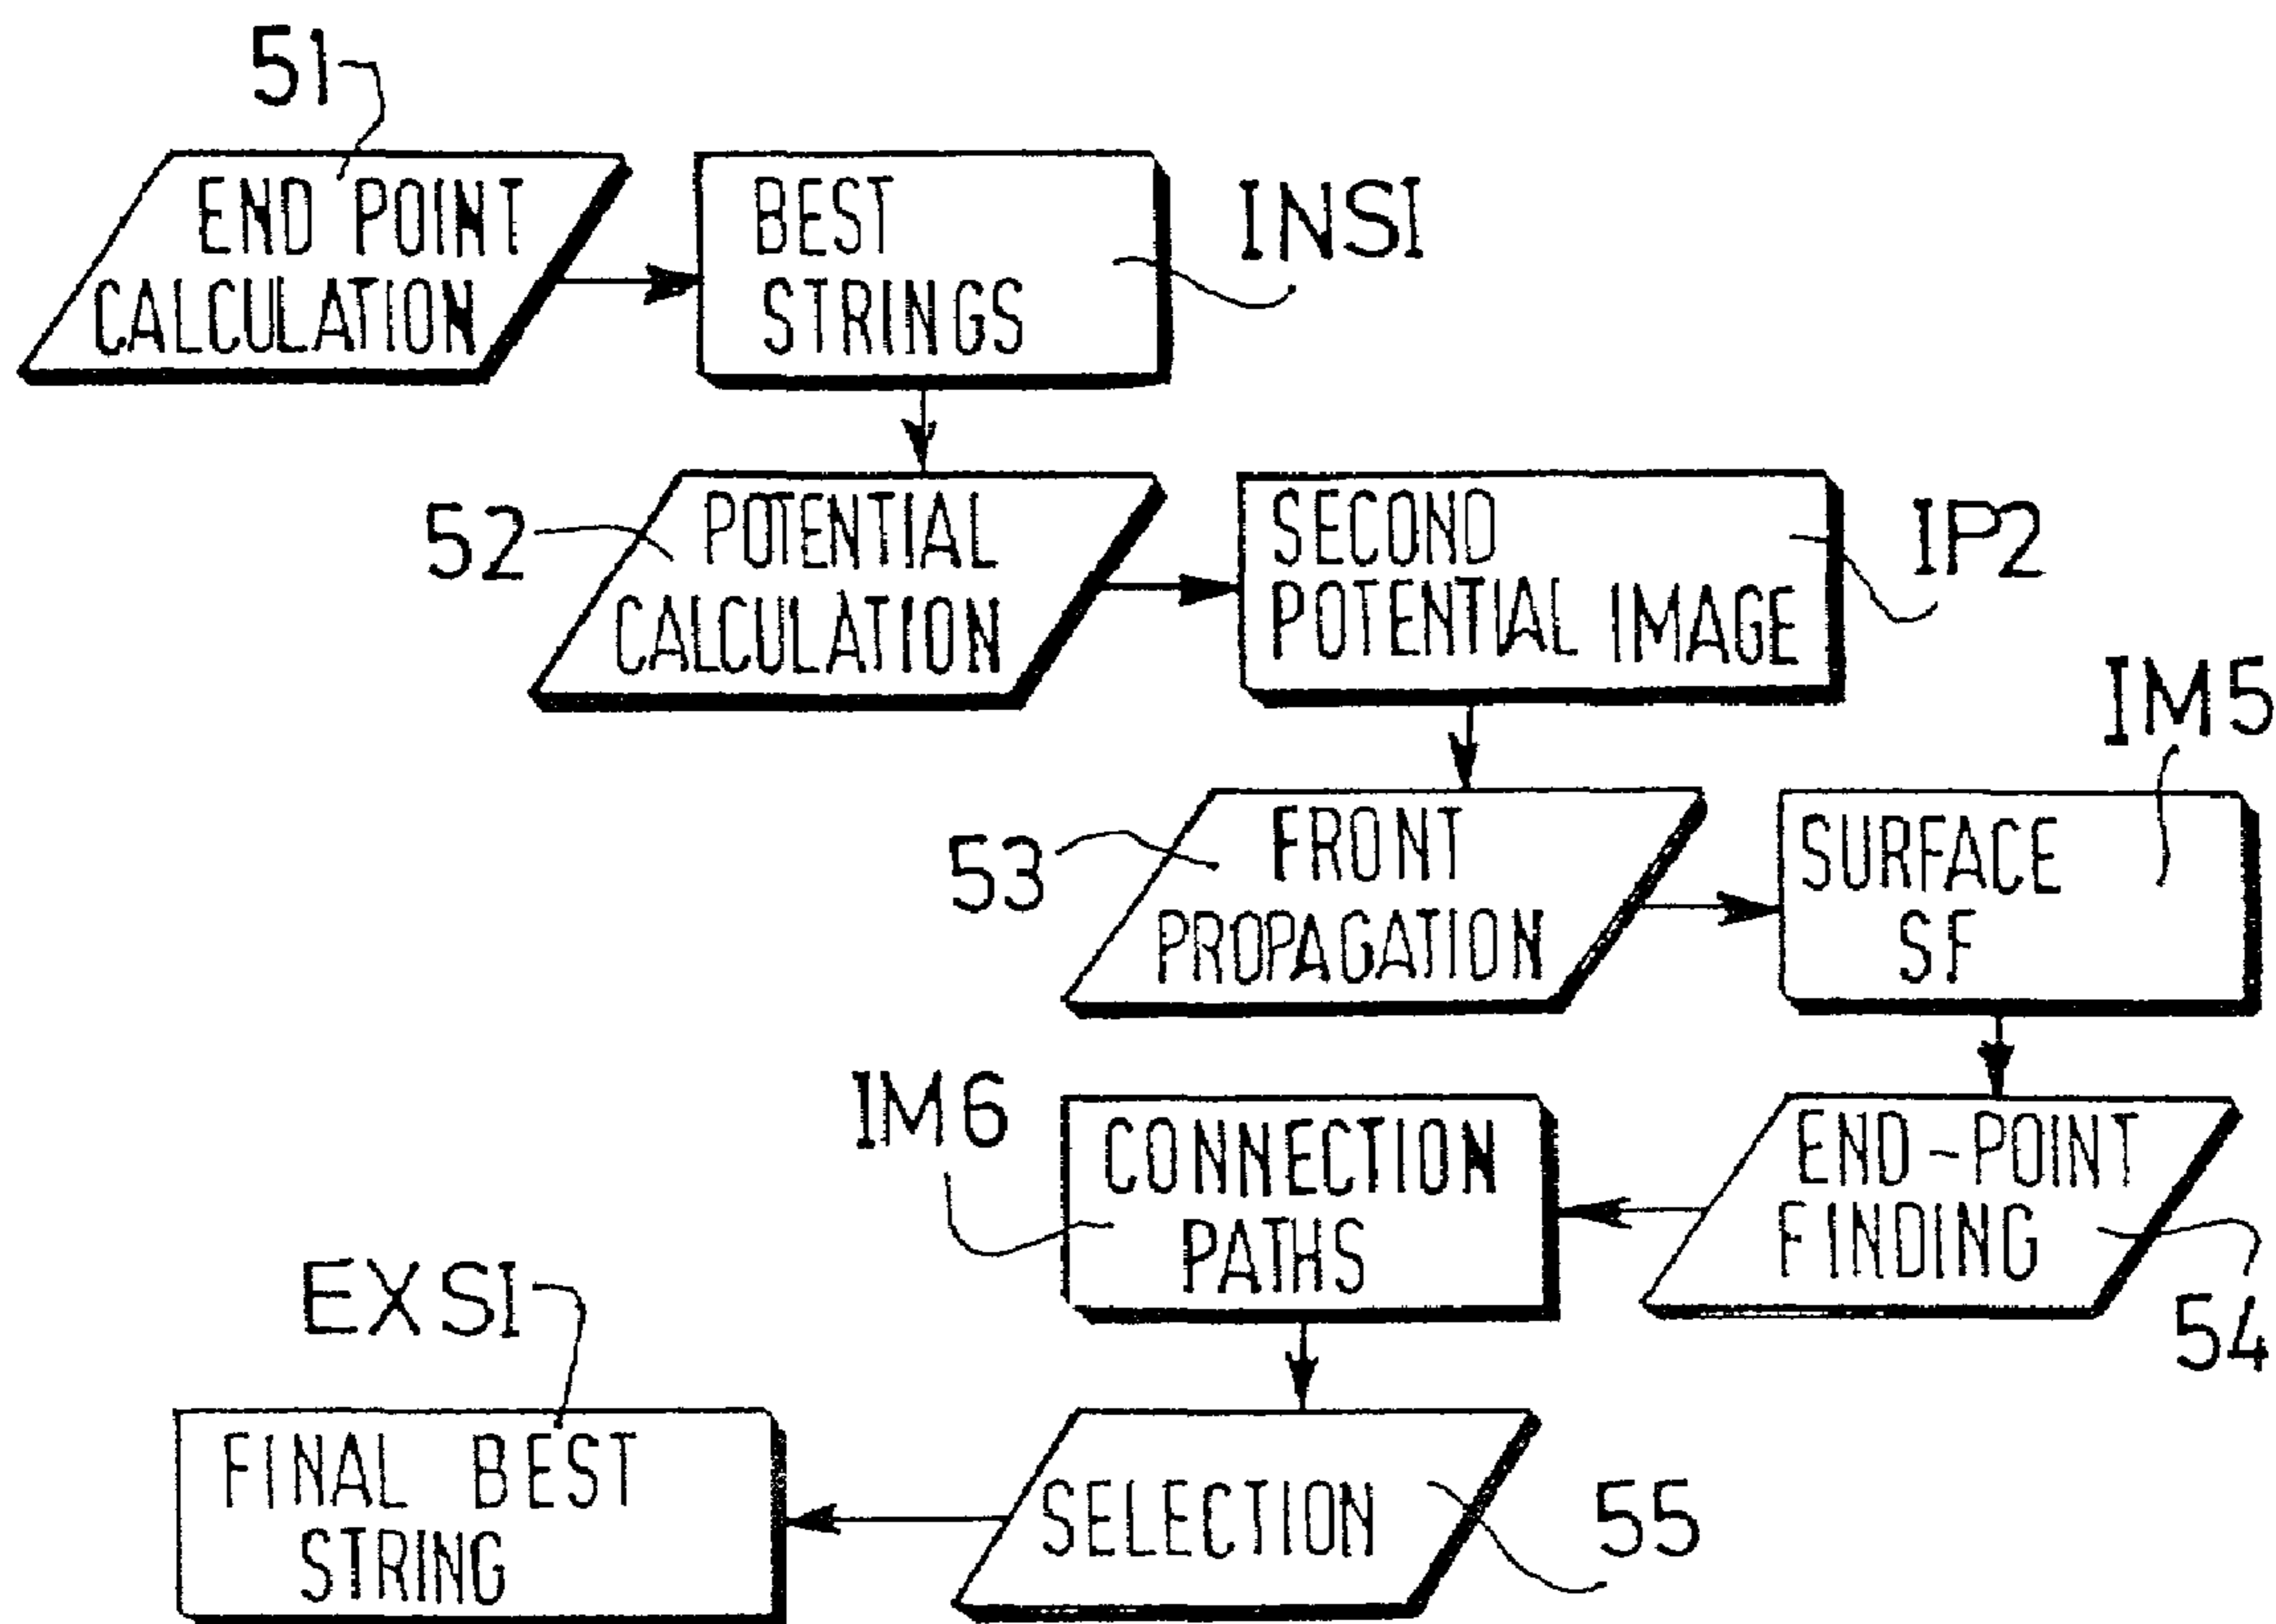 51
END POINT
CALCULATION
BEST
STRINGS
INSI
52
POTENTIAL
CALCULATION
SECOND
POTENTIAL IMAGE
IP2
IM5
53
FRONT
PROPAGATION
SURFACE
SF
IM6
CONNECTION
PATHS
END-POINT
FINDING
54
EXSI
FINAL BEST
STRING
SELECTION
55